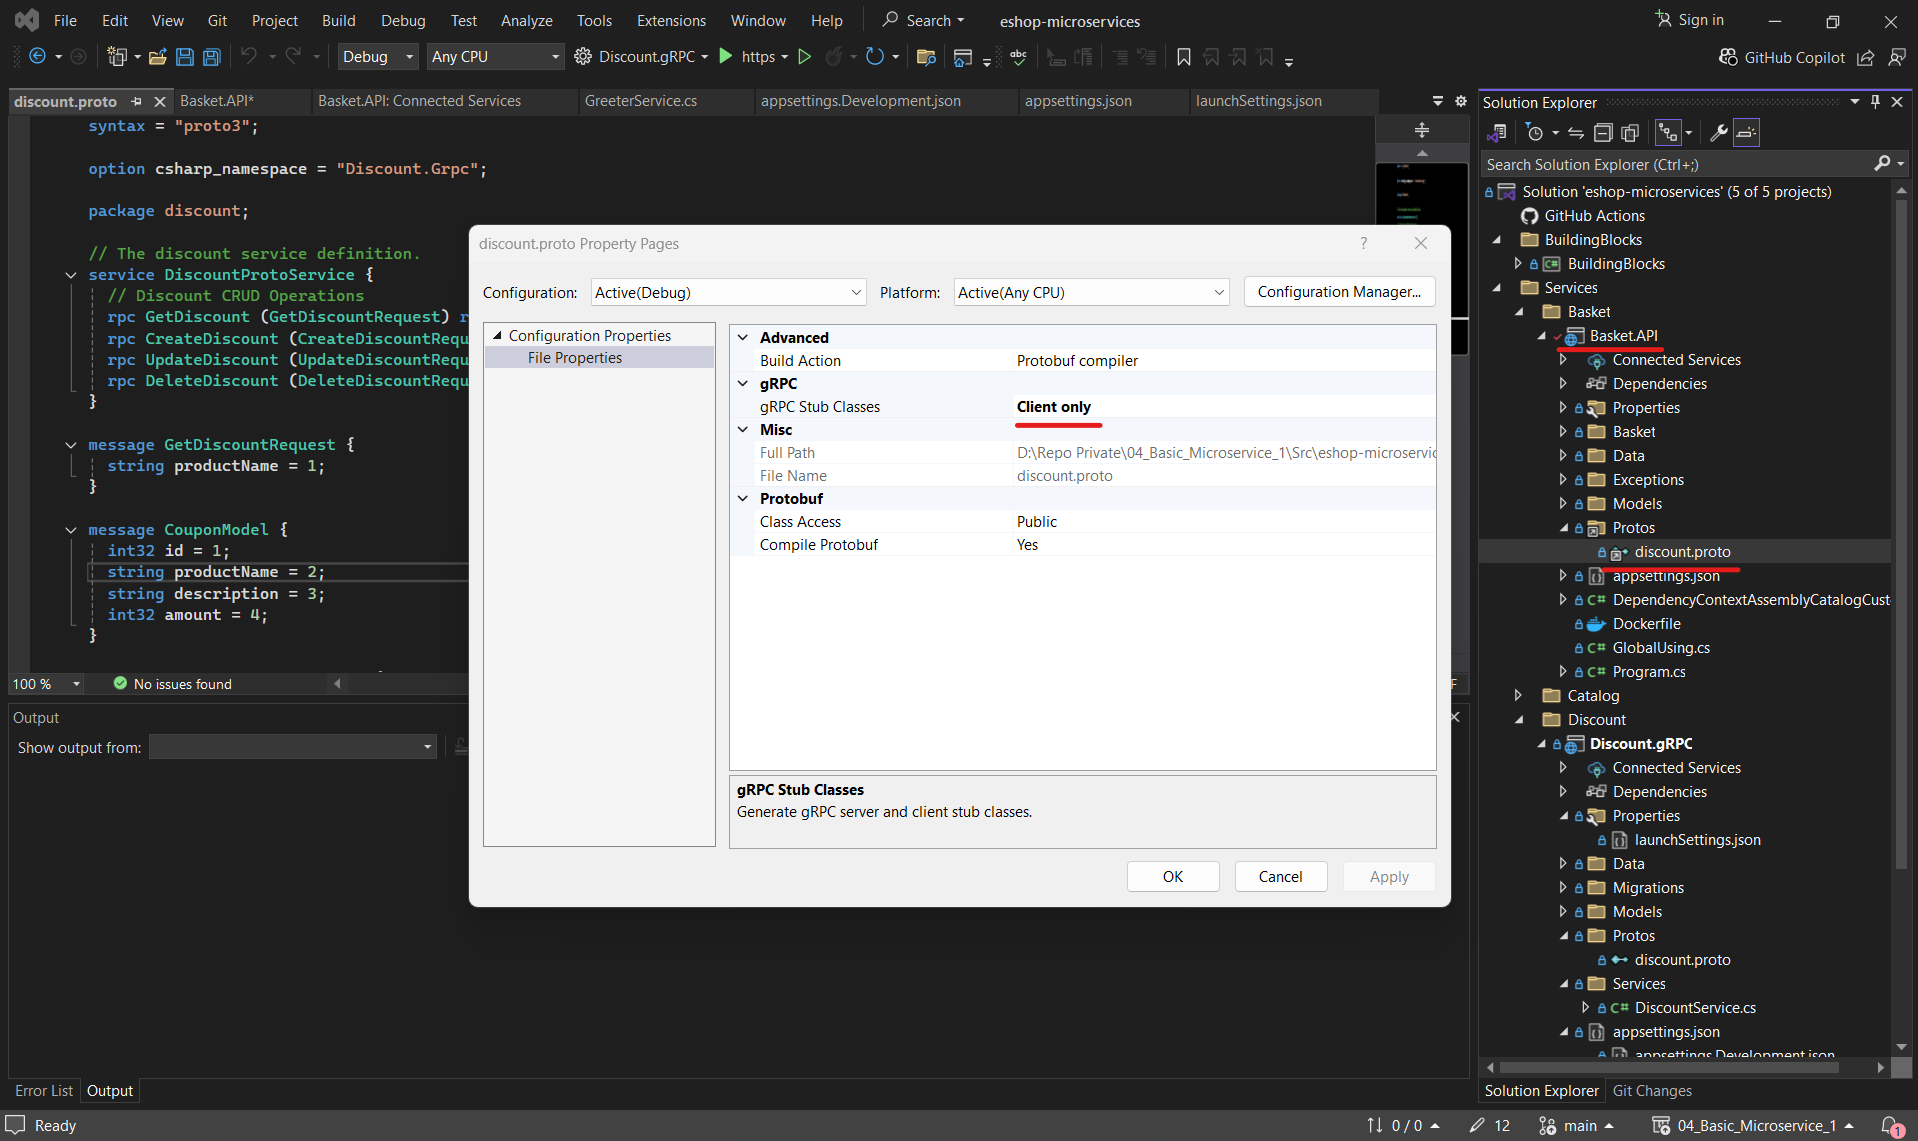 File Edit View Git Project Build Debug Test Analyze Tools Extensions Window Help Search eshop-microservices Sign in
Debug Any CPU Discount.gRPC https GitHub Copilot
discount.proto Basket.API* Basket.API: Connected Services GreeterService.cs appsettings.Development.json appsettings.json launchSettings.json
syntax = "proto3";
option csharp_namespace = "Discount.Grpc";
package discount;
// The discount service definition.
service DiscountProtoService {
// Discount CRUD Operations
rpc GetDiscount (GetDiscountRequest) r
rpc CreateDiscount (CreateDiscountRequ
rpc UpdateDiscount (UpdateDiscountRequ
rpc DeleteDiscount (DeleteDiscountRequ
}
message GetDiscountRequest {
string productName = 1;
}
message CouponModel {
int32 id = 1;
string productName = 2;
string description = 3;
int32 amount = 4;
}
100 % No issues found
Output
Show output from:
Error List Output
discount.proto Property Pages ?
Configuration: Active(Debug) Platform: Active(Any CPU) Configuration Manager...
Configuration Properties
File Properties
Advanced
Build Action Protobuf compiler
gRPC
gRPC Stub Classes Client only
Misc
Full Path D:\Repo Private\04_Basic_Microservice_1\Src\eshop-microservic
File Name discount.proto
Protobuf
Class Access Public
Compile Protobuf Yes
gRPC Stub Classes
Generate gRPC server and client stub classes.
OK Cancel Apply
Solution Explorer
Search Solution Explorer (Ctrl+;)
Solution 'eshop-microservices' (5 of 5 projects)
GitHub Actions
BuildingBlocks
C# BuildingBlocks
Services
Basket
Basket.API
Connected Services
Dependencies
Properties
Basket
Data
Exceptions
Models
Protos
discount.proto
appsettings.json
C# DependencyContextAssemblyCatalogCust
Dockerfile
C# GlobalUsing.cs
C# Program.cs
Catalog
Discount
Discount.gRPC
Connected Services
Dependencies
Properties
launchSettings.json
Data
Migrations
Models
Protos
discount.proto
Services
C# DiscountService.cs
appsettings.json
appsettings.Development.json
Solution Explorer Git Changes
Ready 0 / 0 12 main 04_Basic_Microservice_1 1